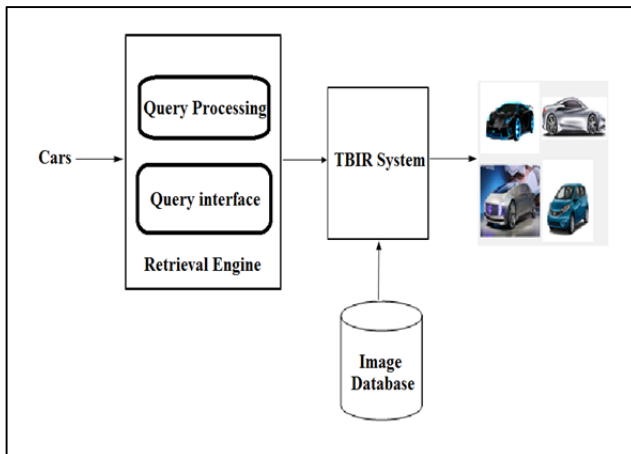 Cars
Query Processing
Query interface
Retrieval Engine
TBIR System
Image
Database